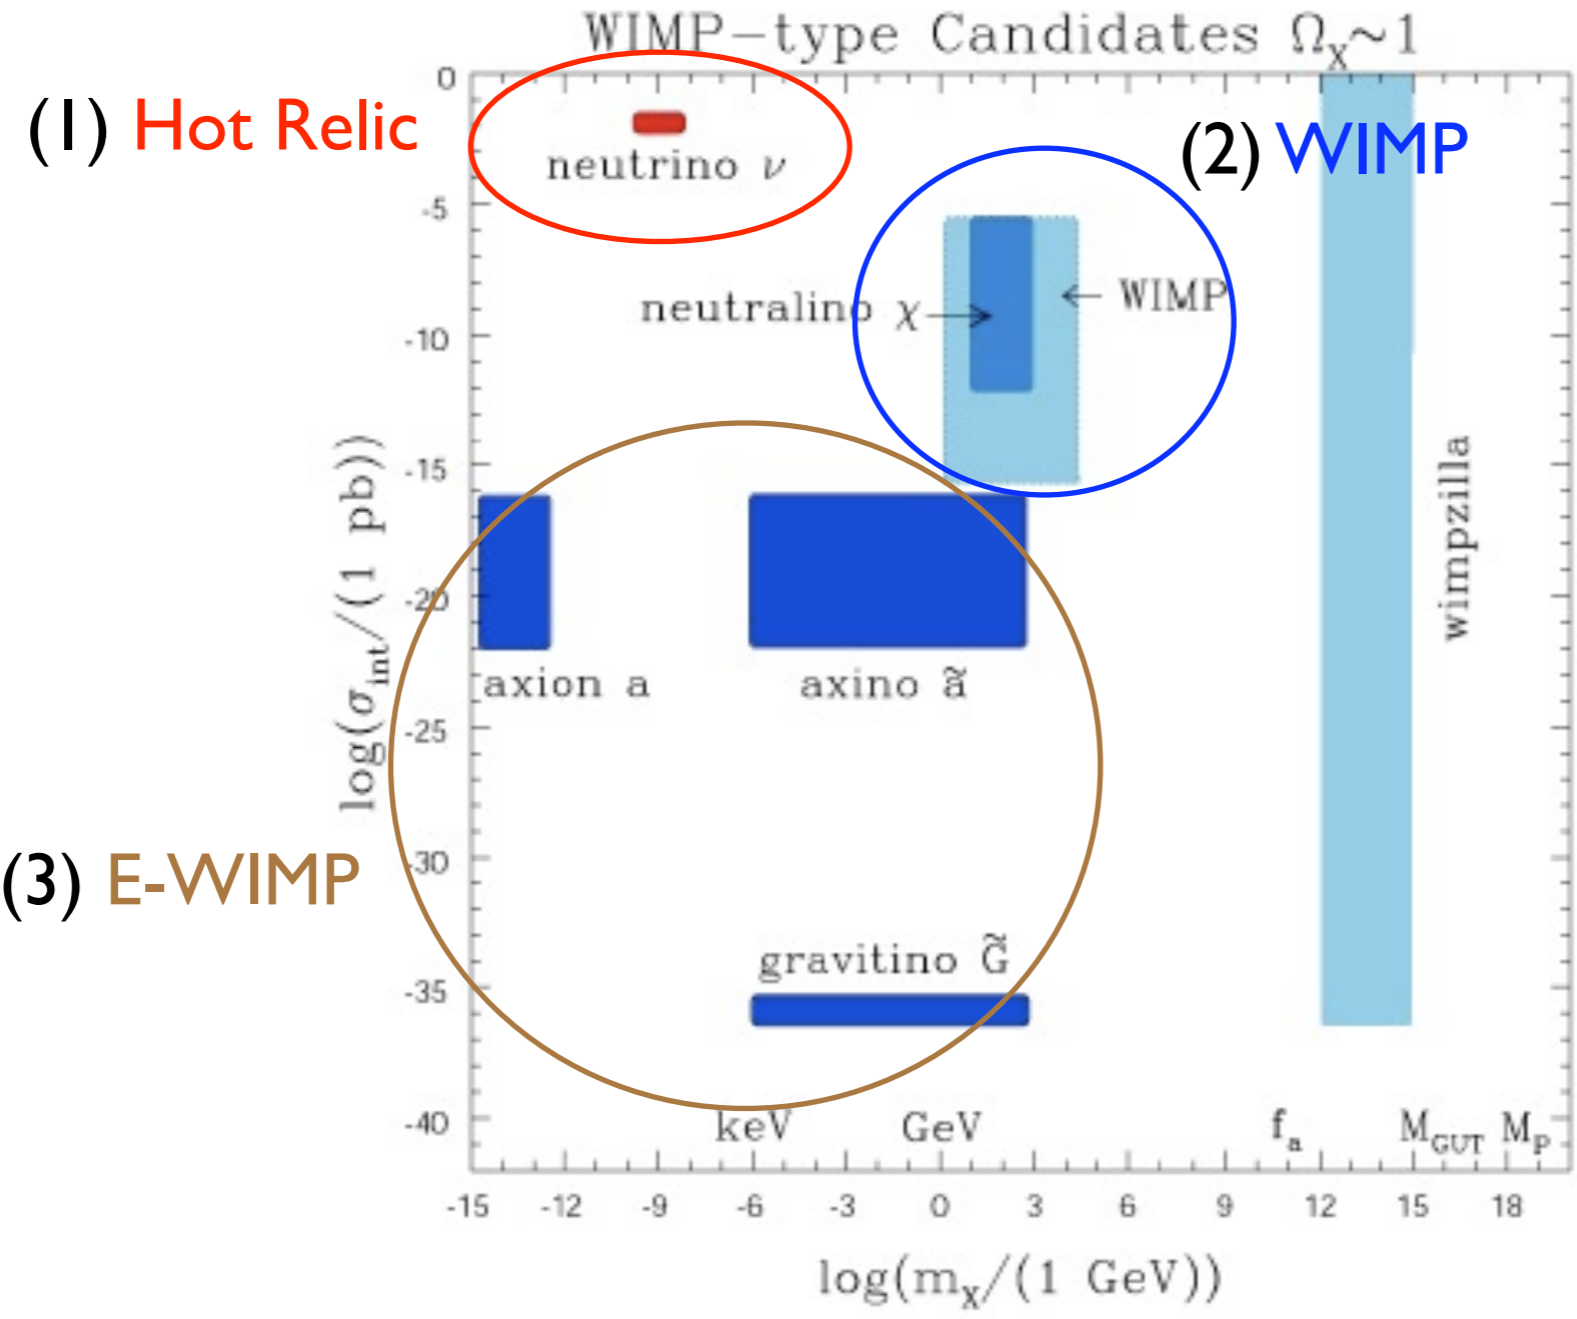 WIMP-type Candidates Ω_X~1
(1) Hot Relic
neutrino ν
(2) WIMP
neutralino χ
WIMP
axion a
axino ã
gravitino G̃
(3) E-WIMP
wimpzilla
keV GeV f_a M_GUT M_P
log(σ_int/(1 pb))
0
-5
-10
-15
-20
-25
-30
-35
-40
-15 -12 -9 -6 -3 0 3 6 9 12 15 18
log(m_X/(1 GeV))